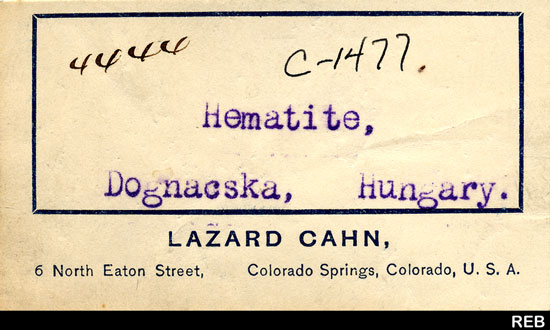 4444 C-1477.
Hematite,
Dognacska, Hungary.
LAZARD CAHN,
6 North Eaton Street, Colorado Springs, Colorado, U. S. A.
REB